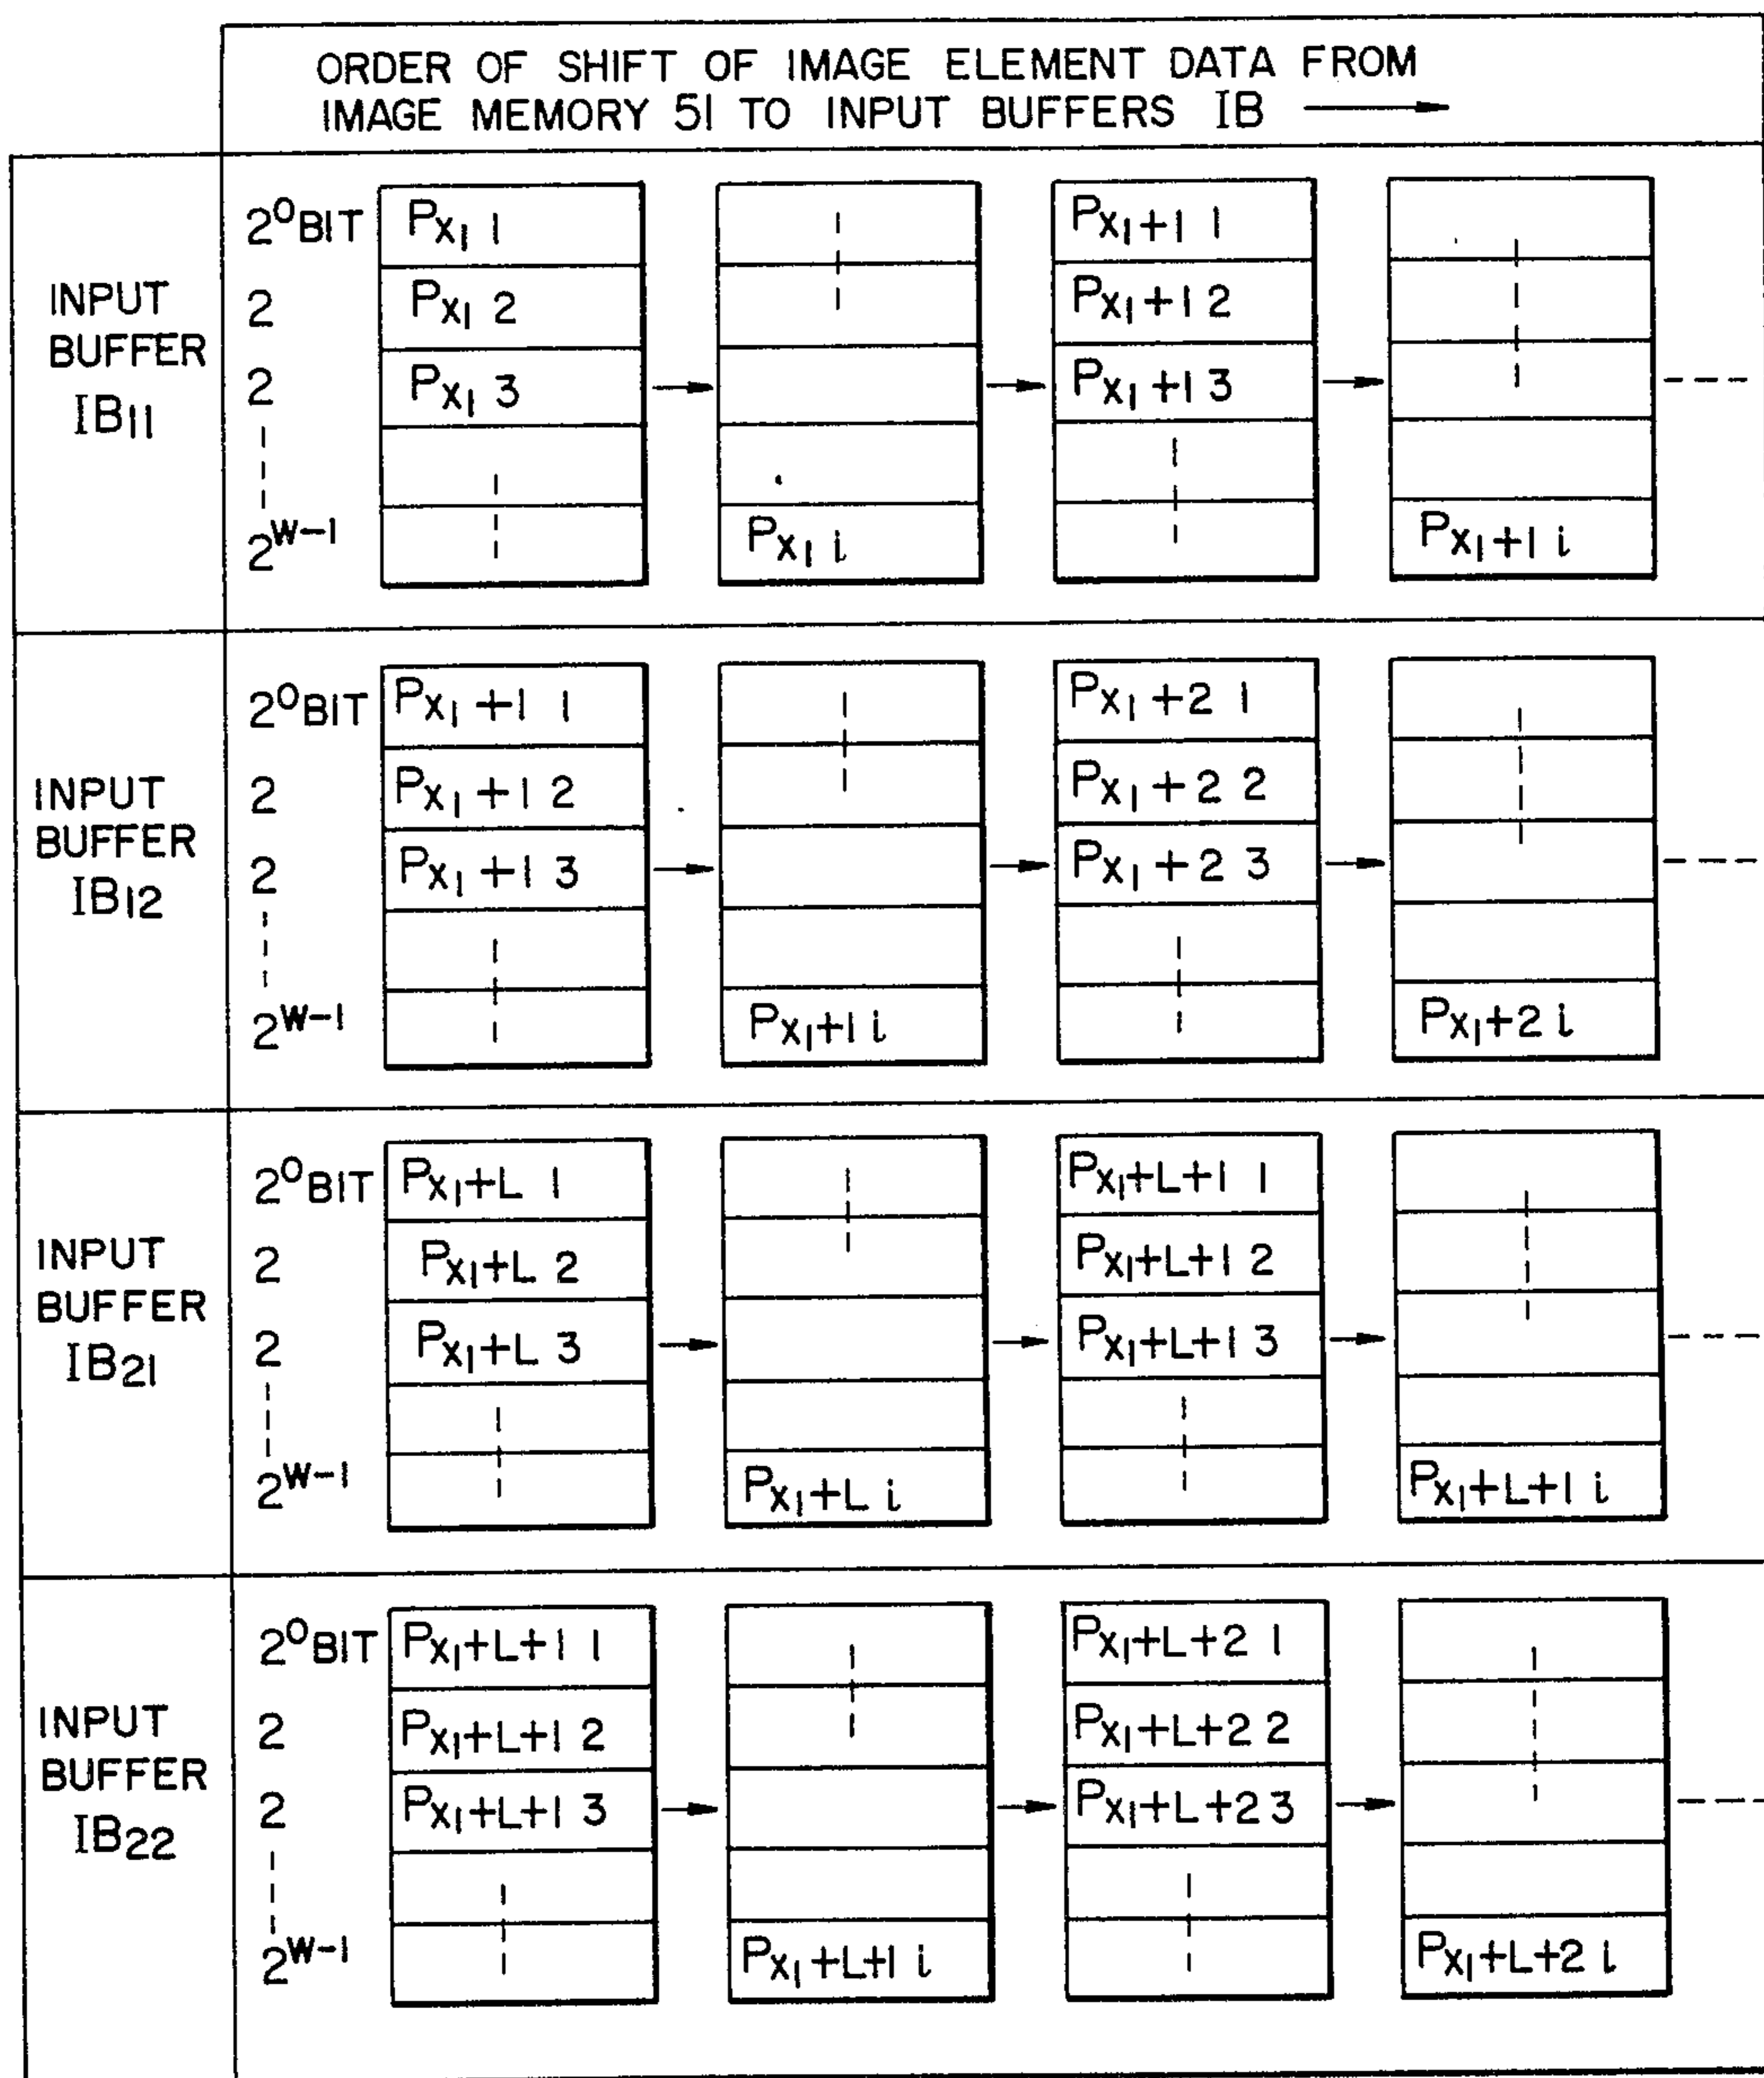 ORDER OF SHIFT OF IMAGE ELEMENT DATA FROM
IMAGE MEMORY 51 TO INPUT BUFFERS IB
INPUT
BUFFER
IB11
2⁰BIT Px₁ 1 Px₁+1 1
2 Px₁ 2 Px₁+1 2
2 Px₁ 3 Px₁+1 3
2ᵂ⁻¹ Px₁ i Px₁+1 i
INPUT
BUFFER
IB12
2⁰BIT Px₁+1 1 Px₁+2 1
2 Px₁+1 2 Px₁+2 2
2 Px₁+1 3 Px₁+2 3
2ᵂ⁻¹ Px₁+1 i Px₁+2 i
INPUT
BUFFER
IB21
2⁰BIT Px₁+L 1 Px₁+L+1 1
2 Px₁+L 2 Px₁+L+1 2
2 Px₁+L 3 Px₁+L+1 3
2ᵂ⁻¹ Px₁+L i Px₁+L+1 i
INPUT
BUFFER
IB22
2⁰BIT Px₁+L+1 1 Px₁+L+2 1
2 Px₁+L+1 2 Px₁+L+2 2
2 Px₁+L+1 3 Px₁+L+2 3
2ᵂ⁻¹ Px₁+L+1 i Px₁+L+2 i